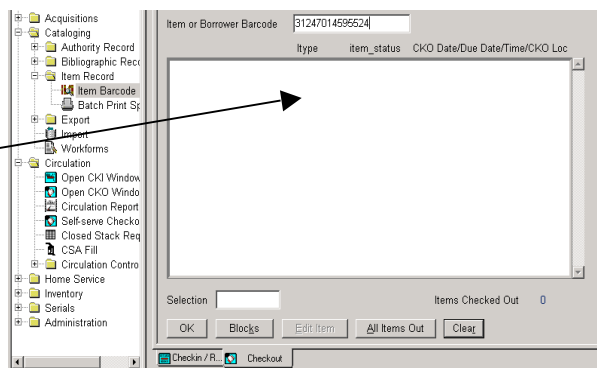 Acquisitions
Cataloging
Authority Record
Bibliographic Reco
Item Record
Item Barcode
Batch Print Sp
Export
Import
Workforms
Circulation
Open CKI Window
Open CKO Windo
Circulation Report
Self-serve Checko
Closed Stack Req
CSA Fill
Circulation Contro
Home Service
Inventory
Serials
Administration
Item or Borrower Barcode 31247014595524
Itype item_status CKO Date/Due Date/Time/CKO Loc
Selection Items Checked Out 0
OK Blocks Edit Item All Items Out Clear
Checkin / R... Checkout